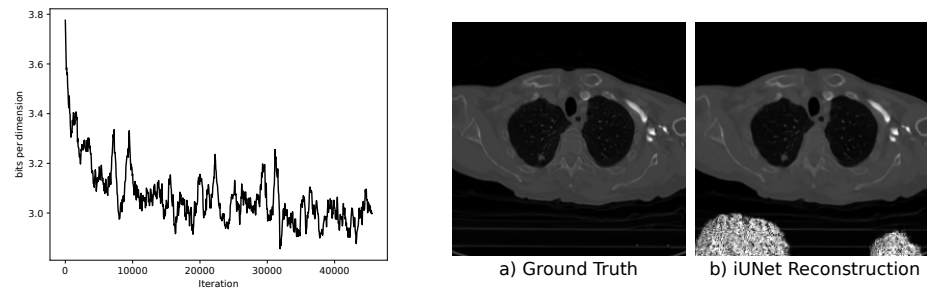 3.8
3.6
3.4
3.2
3.0
bits per dimension
0 10000 20000 30000 40000
Iteration
a) Ground Truth
b) iUNet Reconstruction